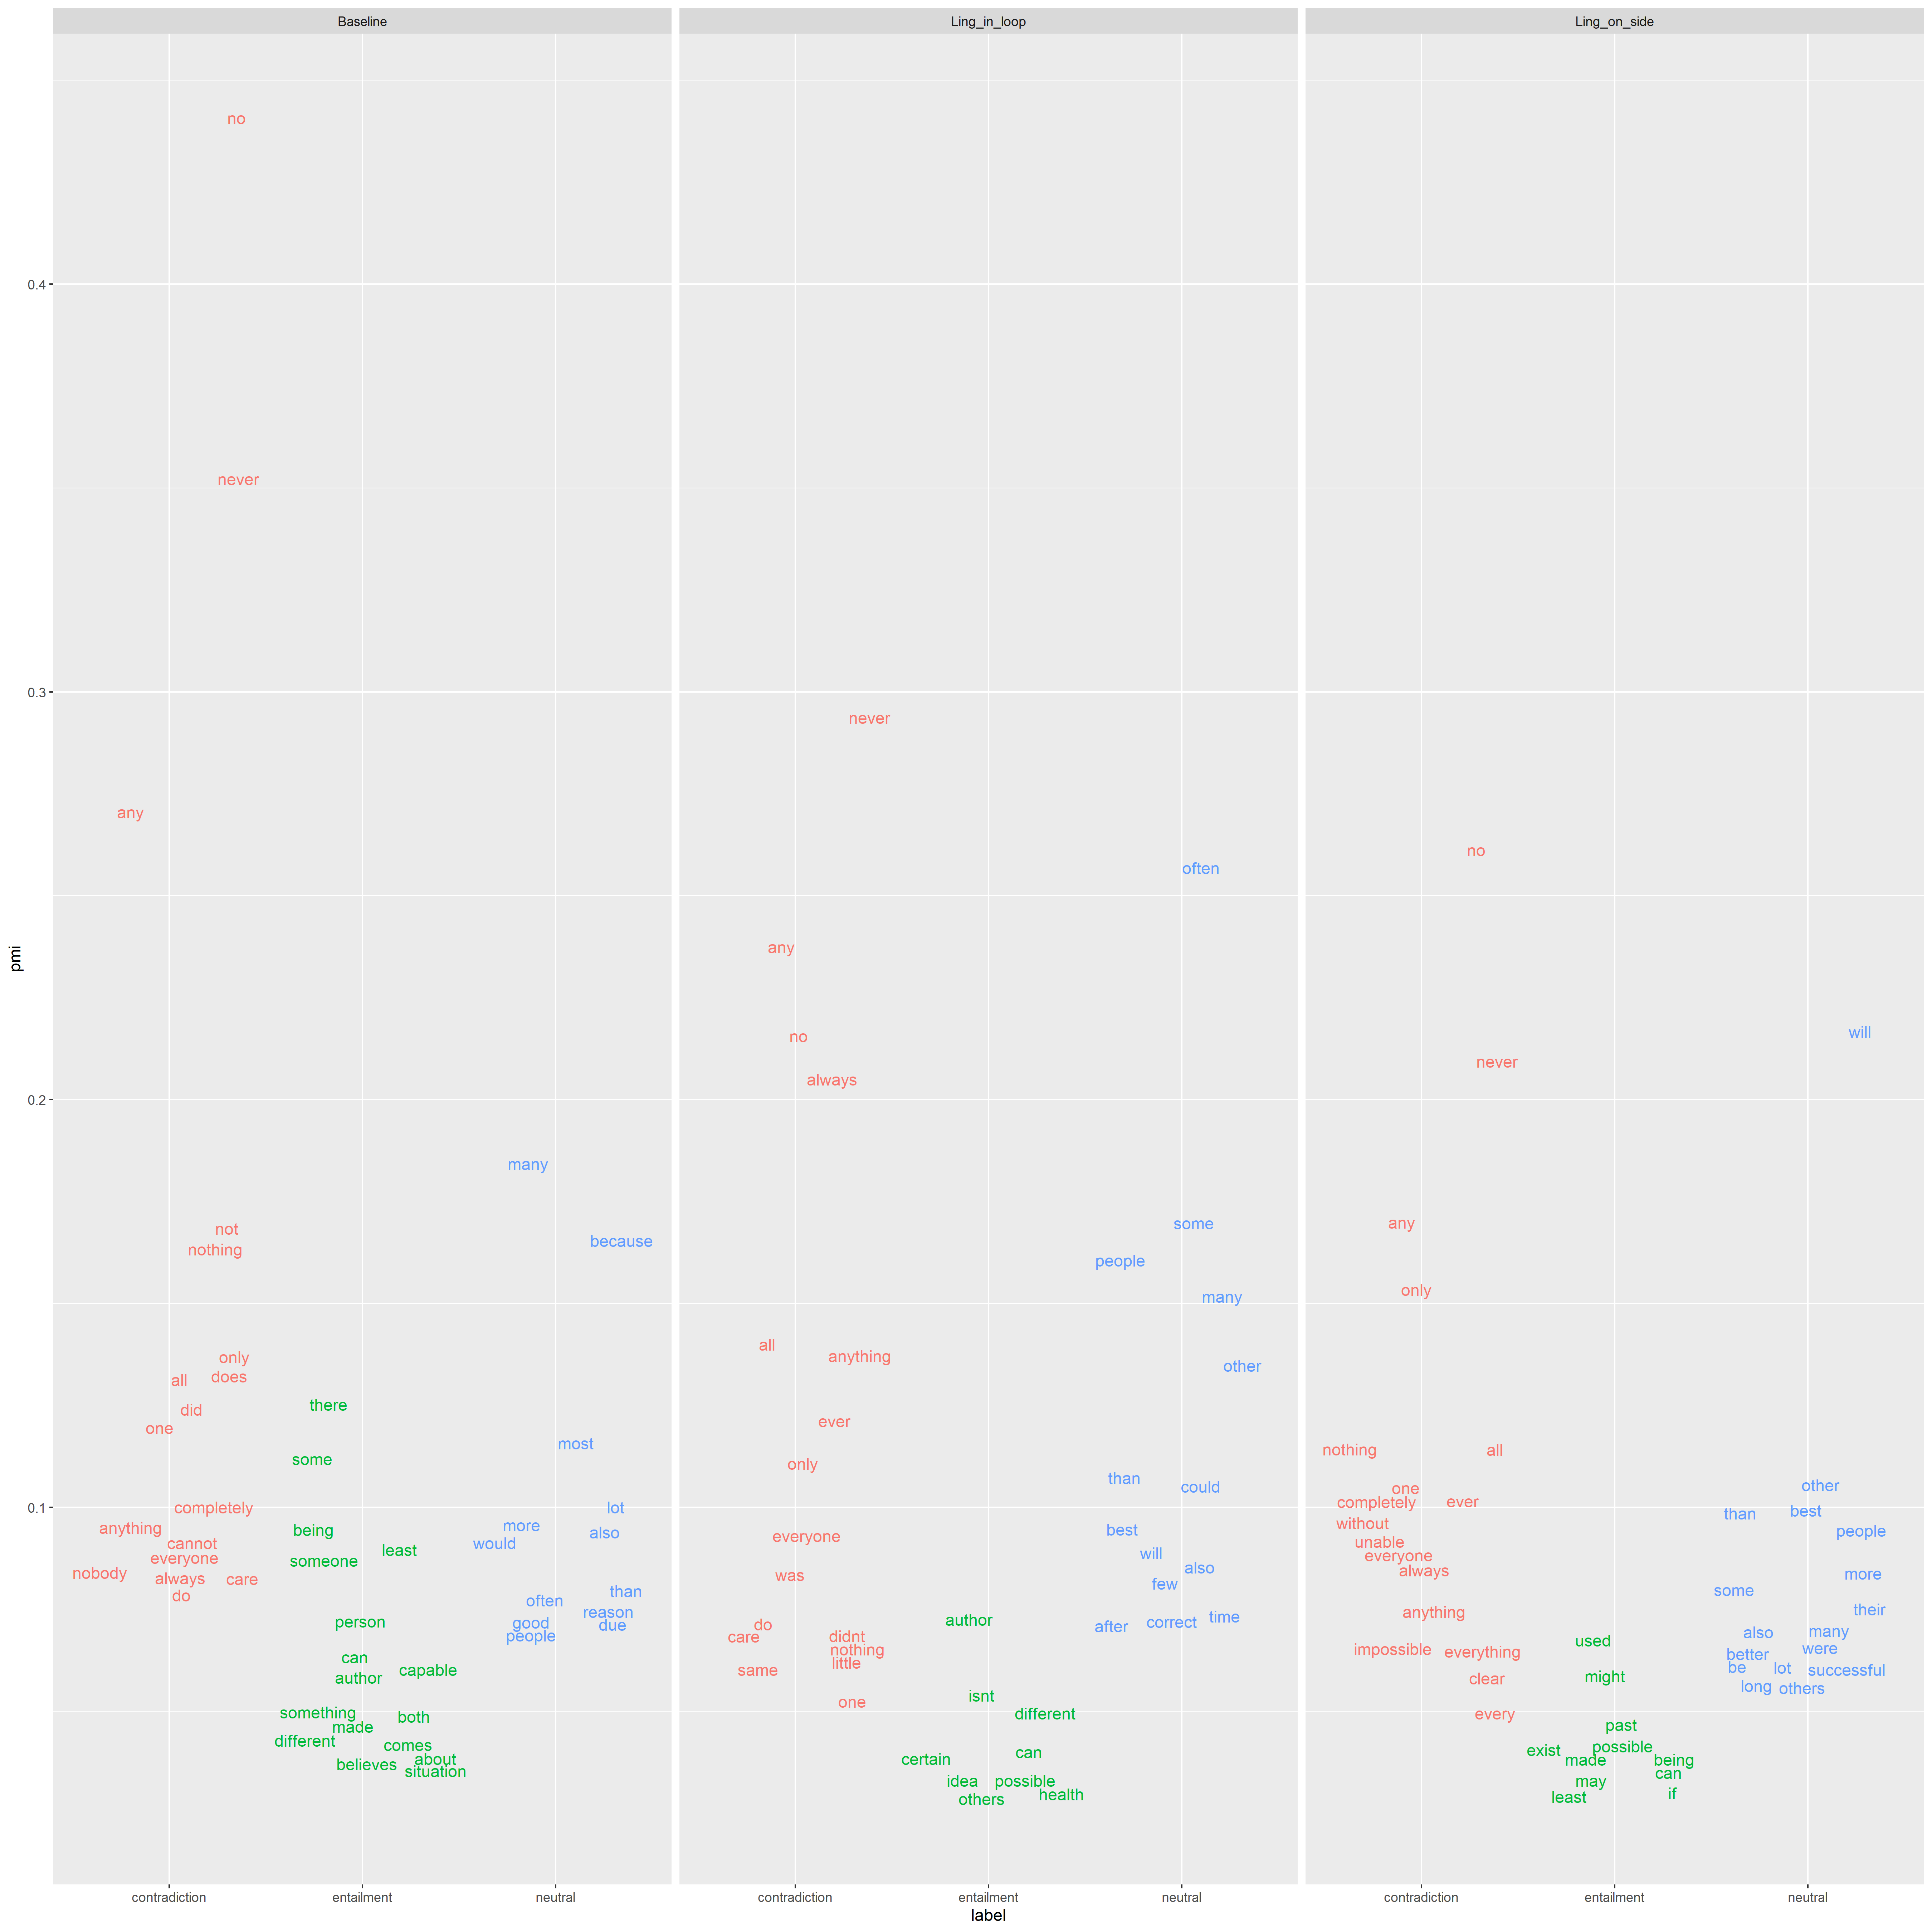 Baseline
Ling_in_loop
Ling_on_side
pmi
0.4
0.3
0.2
0.1
no
never
any
many
not
because
nothing
only
does
all
there
did
one
most
some
completely
lot
more
anything
being
also
cannot
would
least
everyone
someone
nobody
always
care
than
do
often
reason
person
good
due
people
can
capable
author
something
both
made
different
comes
about
believes
situation
never
often
any
no
always
some
people
many
all
anything
other
ever
only
than
could
best
everyone
will
also
was
few
time
author
correct
do
after
care
didnt
nothing
little
same
isnt
one
different
can
certain
idea
possible
health
others
no
will
never
any
only
nothing
all
other
one
completely
ever
best
than
without
people
unable
everyone
always
more
some
their
anything
many
also
used
were
impossible
everything
better
be
lot
successful
might
clear
long
others
every
past
possible
exist
made
being
can
may
if
least
contradiction
entailment
neutral
contradiction
entailment
neutral
contradiction
entailment
neutral
label